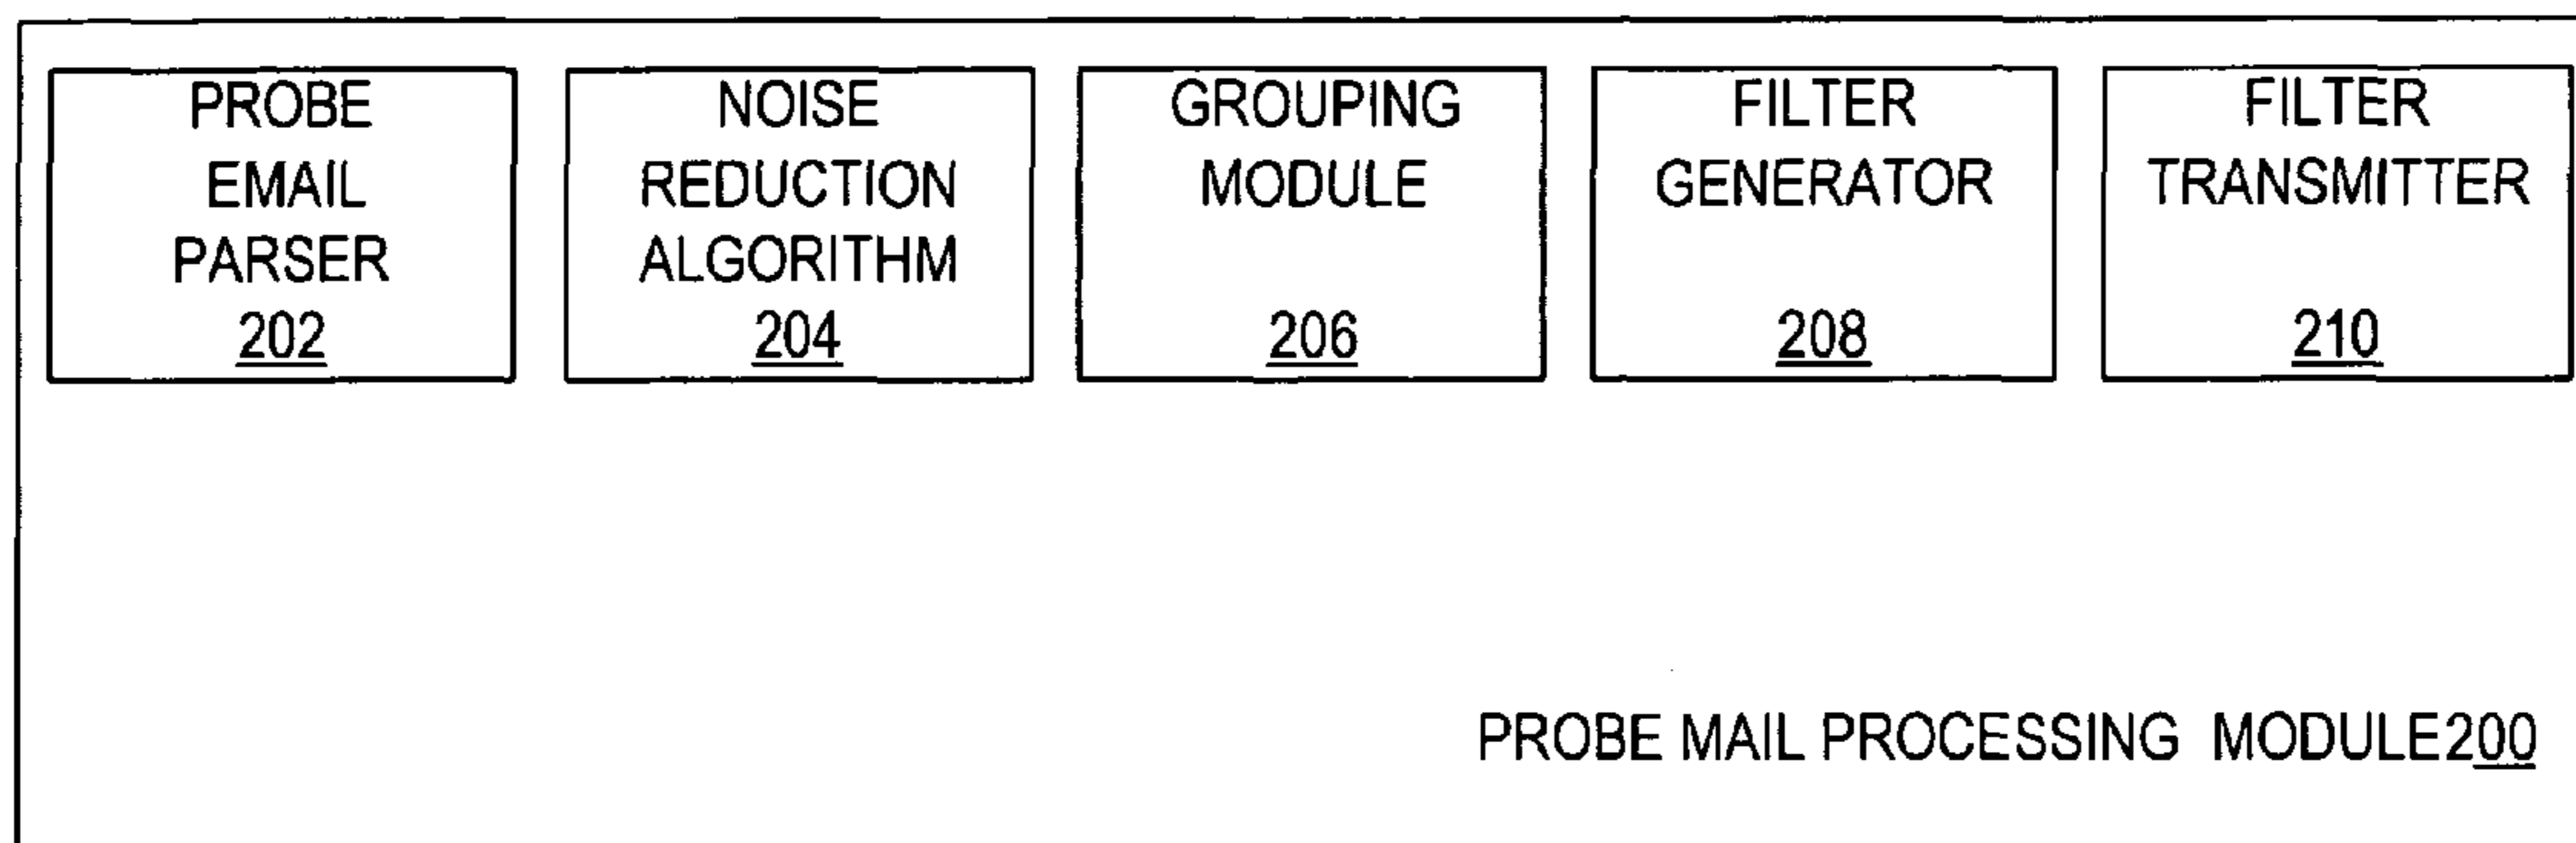 PROBE
EMAIL
PARSER
202
NOISE
REDUCTION
ALGORITHM
204
GROUPING
MODULE
206
FILTER
GENERATOR
208
FILTER
TRANSMITTER
210
PROBE MAIL PROCESSING MODULE200